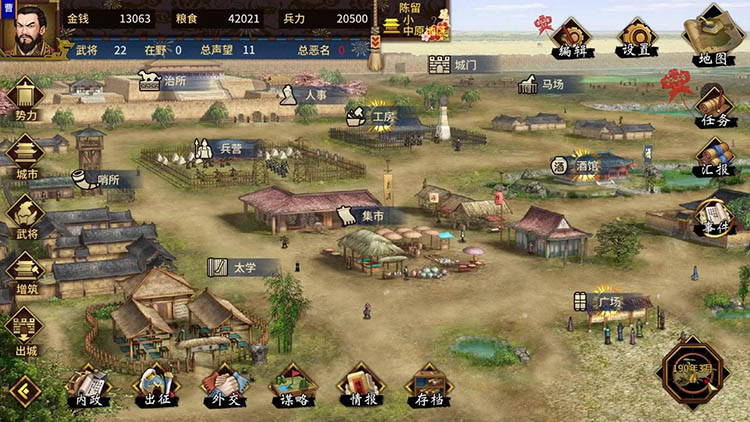 曹
金钱 13063 粮食 42021 兵力 20500
陈留
小
中原
武将 22 在野 0 总声望 11 总恶名 0
编辑
设置
地图
城门
治所
马场
人事
势力
工房
任务
兵营
城市
酒馆
汇报
哨所
武将
集市
事件
增筑
太学
广场
出城
190年3月
内政
出征
外交
谋略
情报
存档